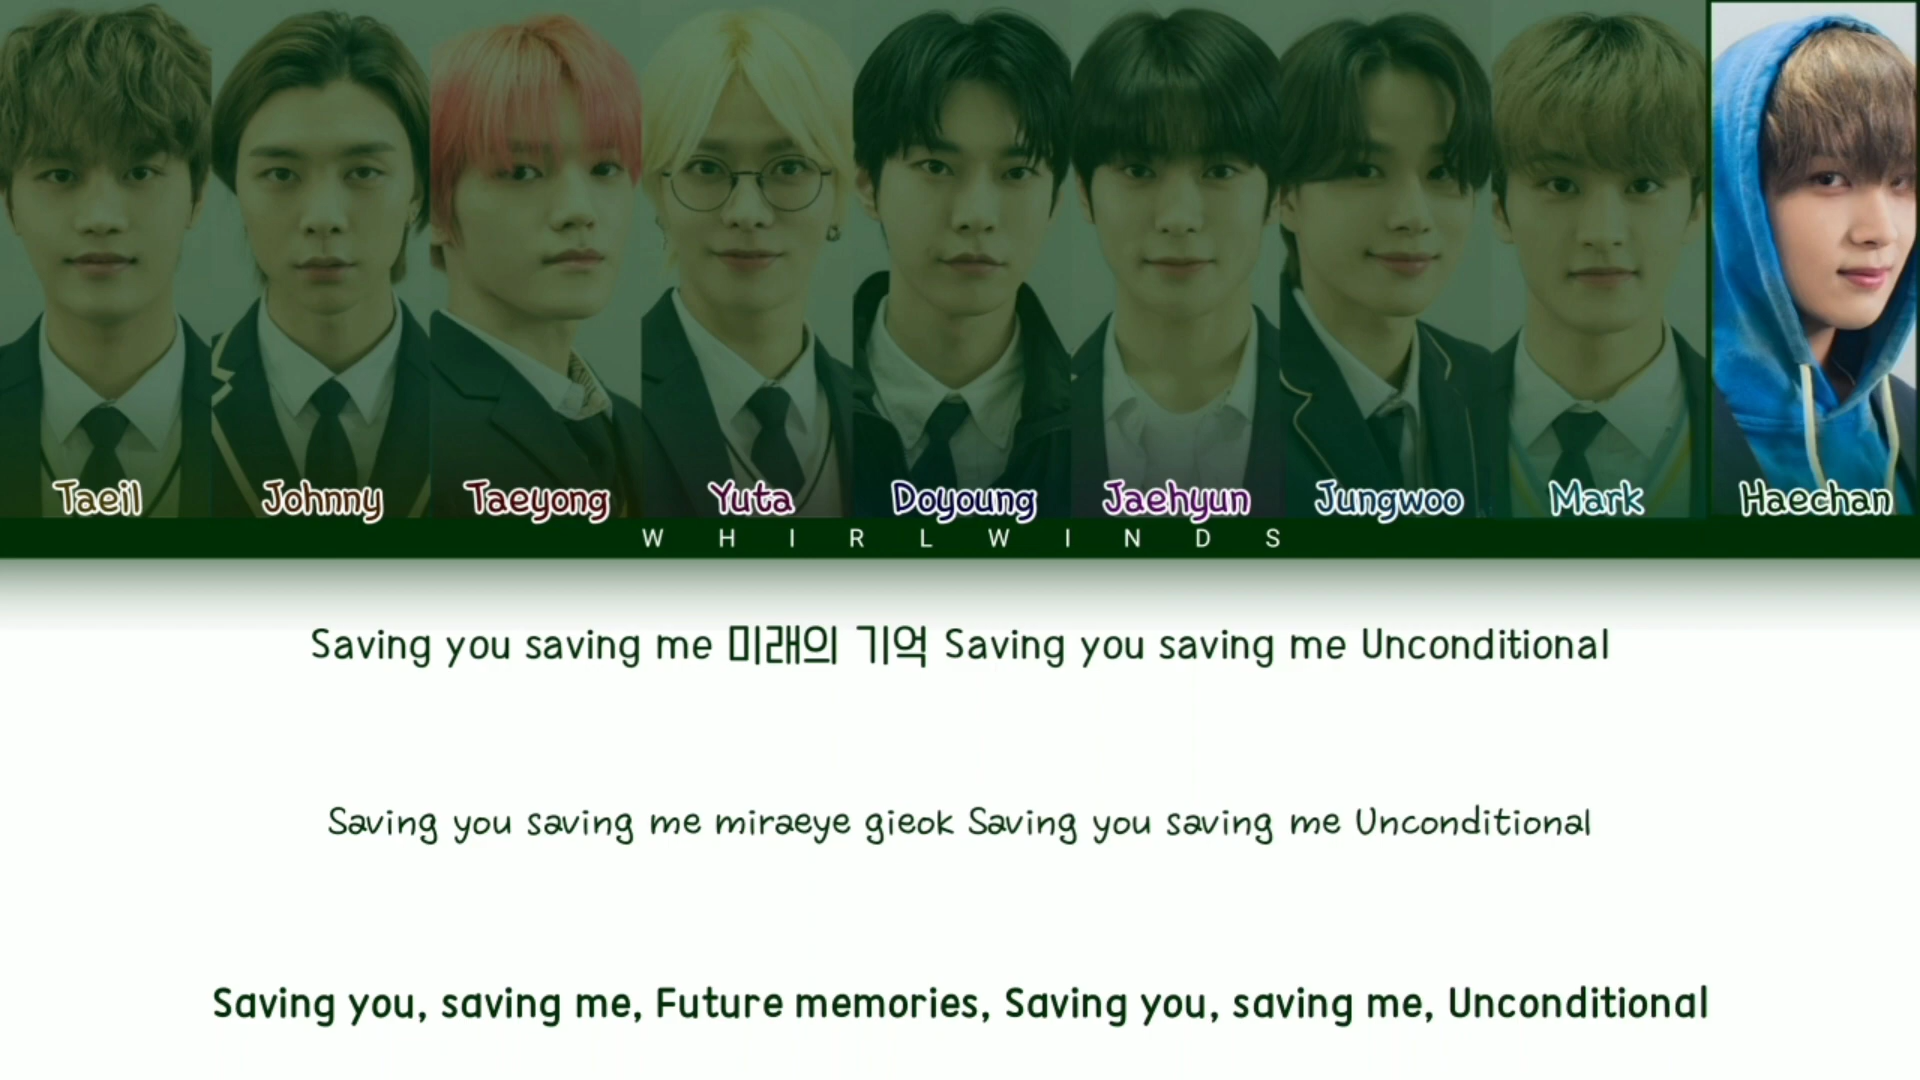 Taeil Johnny Taeyong Yuta Doyoung Jaehyun Jungwoo Mark Haechan
WHIRLWINDS
Saving you saving me 미래의 기억 Saving you saving me Unconditional
Saving you saving me miraeye gieok Saving you saving me Unconditional
Saving you, saving me, Future memories, Saving you, saving me, Unconditional